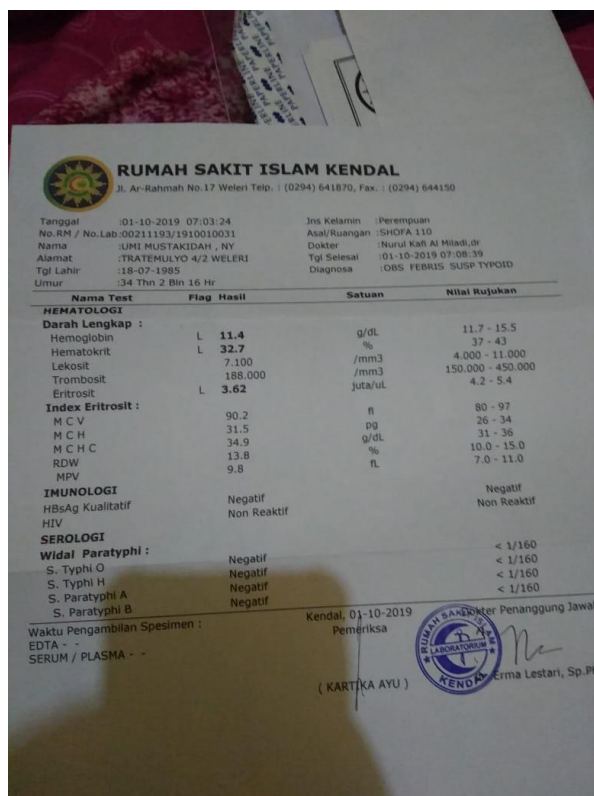 PAPERLINE PAPERLINE
RUMAH SAKIT ISLAM KENDAL
Jl. Ar-Rahmah No.17 Weleri Telp. : (0294) 641870, Fax. : (0294) 644150
Tanggal :01-10-2019 07:03:24 Jns Kelamin :Perempuan
No.RM / No.Lab :00211193/1910010031 Asal/Ruangan :SHOFA 110
Nama :UMI MUSTAKIDAH , NY Dokter :Nurul Kafi Al Miladi,dr
Alamat :TRATEMULYO 4/2 WELERI Tgl Selesai :01-10-2019 07:08:39
Tgl Lahir :18-07-1985 Diagnosa :OBS FEBRIS SUSP TYPOID
Umur :34 Thn 2 Bln 16 Hr
Nama Test Flag Hasil Satuan Nilai Rujukan
HEMATOLOGI
Darah Lengkap :
Hemoglobin L 11.4 g/dL 11.7 - 15.5
Hematokrit L 32.7 % 37 - 43
Lekosit 7.100 /mm3 4.000 - 11.000
Trombosit 188.000 /mm3 150.000 - 450.000
Eritrosit L 3.62 juta/uL 4.2 - 5.4
Index Eritrosit :
M C V 90.2 fl 80 - 97
M C H 31.5 pg 26 - 34
M C H C 34.9 g/dL 31 - 36
RDW 13.8 % 10.0 - 15.0
MPV 9.8 fL 7.0 - 11.0
IMUNOLOGI
HBsAg Kualitatif Negatif Negatif
HIV Non Reaktif Non Reaktif
SEROLOGI
Widal Paratyphi :
S. Typhi O Negatif < 1/160
S. Typhi H Negatif < 1/160
S. Paratyphi A Negatif < 1/160
S. Paratyphi B Negatif < 1/160
Waktu Pengambilan Spesimen : Kendal, 01-10-2019 Dokter Penanggung Jawa
EDTA - - Pemeriksa
SERUM / PLASMA - -
RUMAH SAKIT ISLAM
LABORATORIUM
KENDAL
( KARTIKA AYU ) Erma Lestari, Sp.P